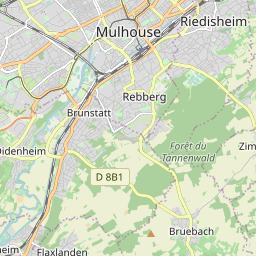 Riedisheim
Mulhouse
Rebberg
Brunstatt
Didenheim
Forêt du
Tannenwald
Zim
D 8B1
Bruebach
heim
Flaxlanden